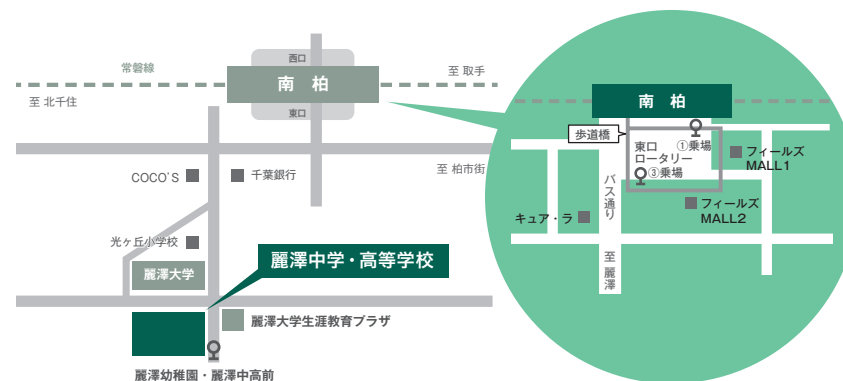 西口
常磐線
南 柏
至 取手
至 北千住
東口
至 柏市街
COCO'S
千葉銀行
光ヶ丘小学校
麗澤大学
麗澤中学・高等学校
麗澤大学生涯教育プラザ
麗澤幼稚園・麗澤中高前
南 柏
歩道橋
東口
ロータリー
①乗場
③乗場
フィールズ
MALL1
フィールズ
MALL2
バス通り
キュア・ラ
至 麗澤